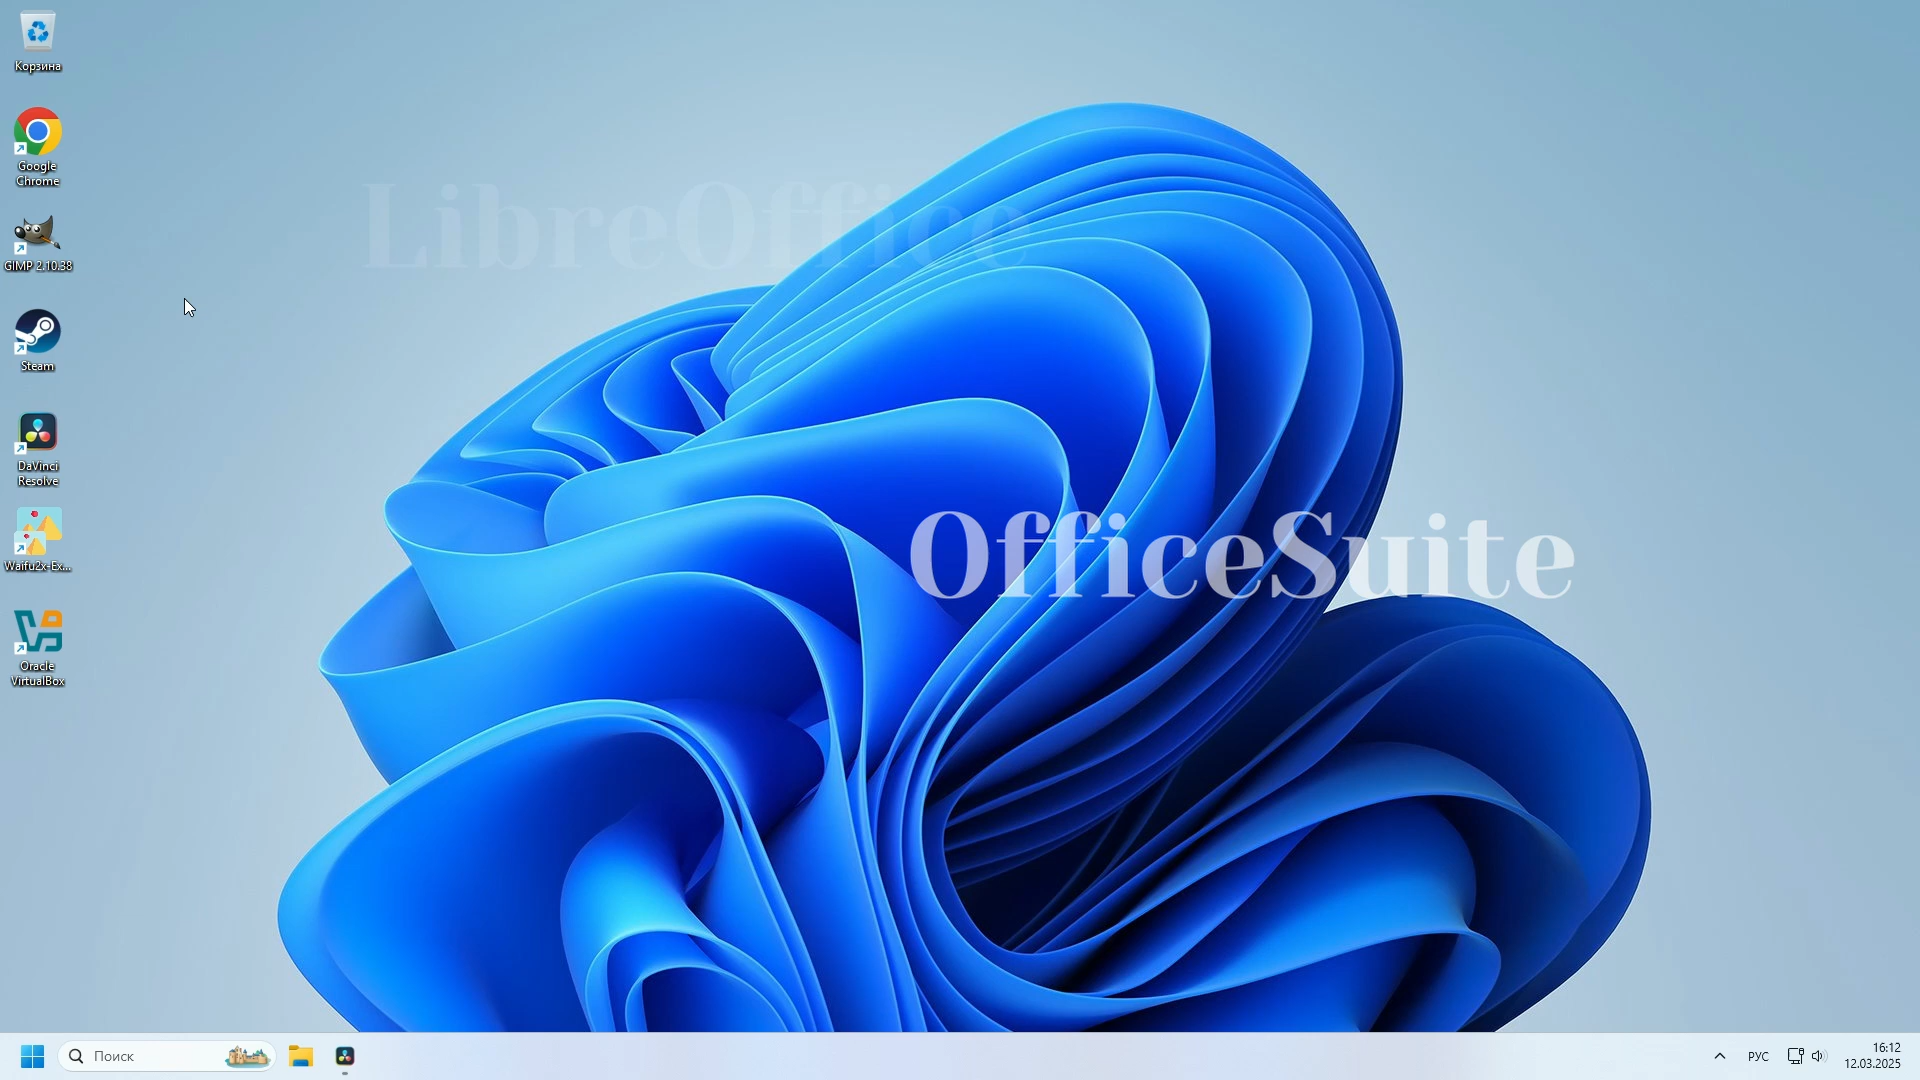 Корзина
Google
Chrome
GIMP 2.10.38
Steam
DaVinci
Resolve
Waifu2x-Ex...
Oracle
VirtualBox
LibreOffice
OfficeSuite
Поиск
РУС
16:12
12.03.2025